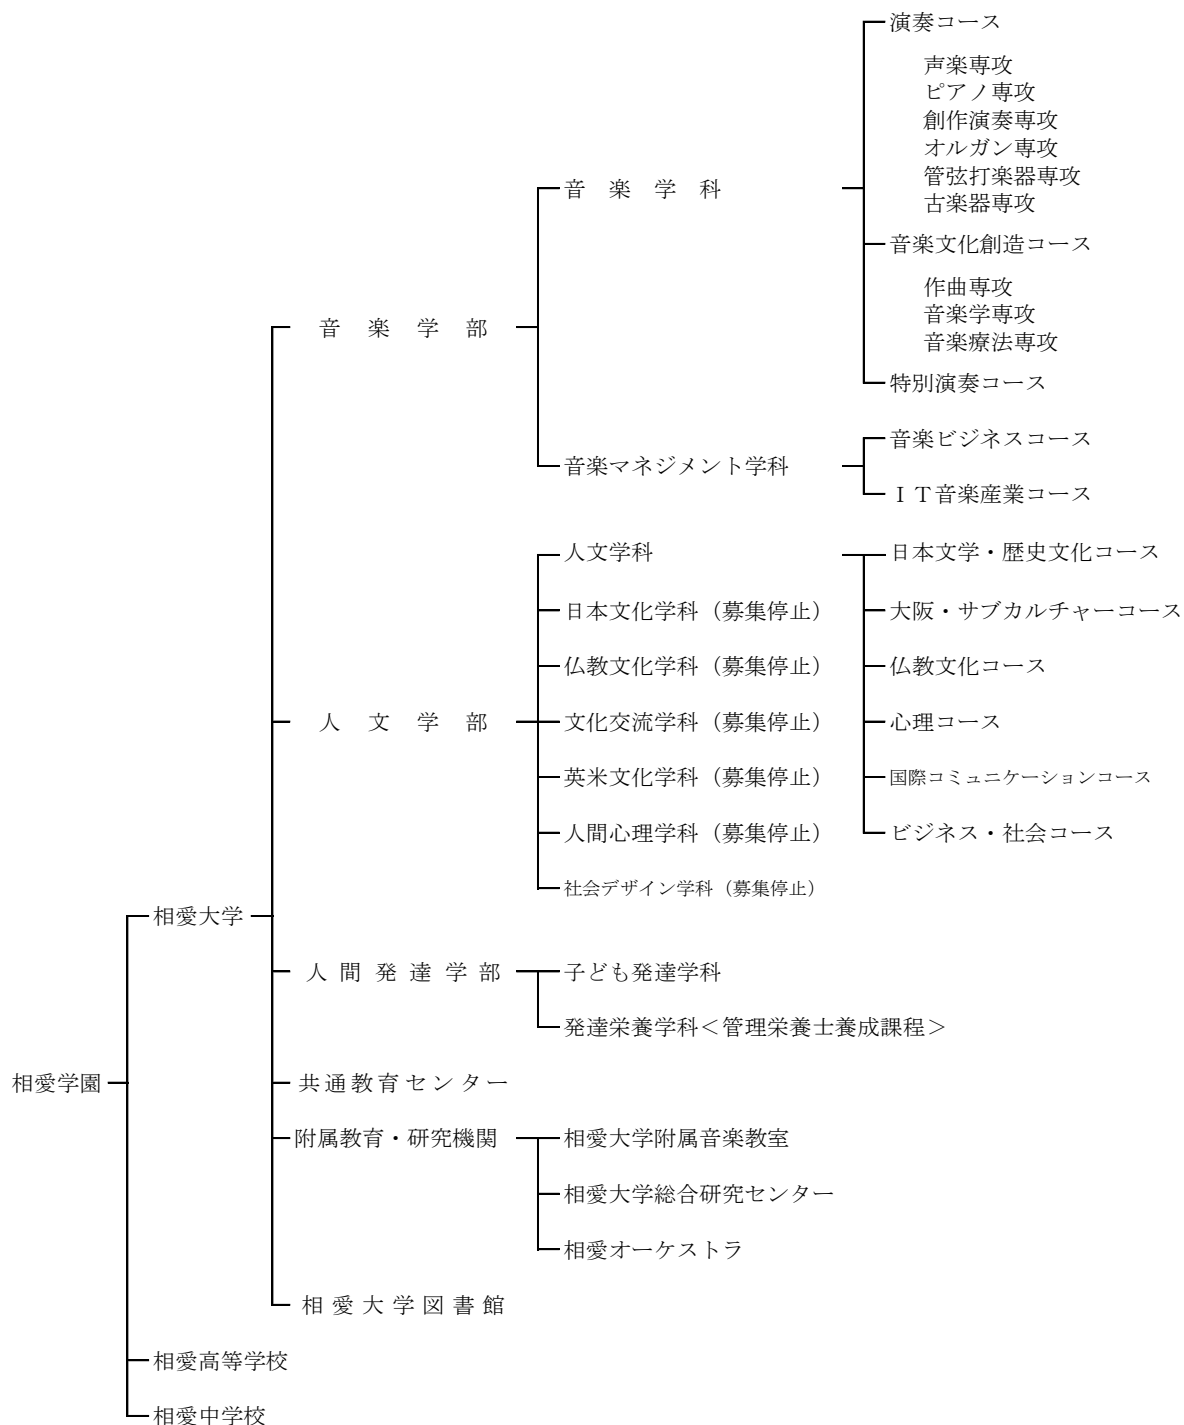 演奏コース
声楽専攻
ピアノ専攻
創作演奏専攻
オルガン専攻
管弦打楽器専攻
古楽器専攻
音楽学科
音楽文化創造コース
作曲専攻
音楽学専攻
音楽療法専攻
音楽学部
特別演奏コース
音楽ビジネスコース
音楽マネジメント学科
ＩＴ音楽産業コース
人文学科
日本文学・歴史文化コース
日本文化学科（募集停止）
大阪・サブカルチャーコース
仏教文化学科（募集停止）
仏教文化コース
人文学部
文化交流学科（募集停止）
心理コース
英米文化学科（募集停止）
国際コミュニケーションコース
人間心理学科（募集停止）
ビジネス・社会コース
社会デザイン学科（募集停止）
相愛大学
人間発達学部
子ども発達学科
発達栄養学科＜管理栄養士養成課程＞
相愛学園
共通教育センター
附属教育・研究機関
相愛大学附属音楽教室
相愛大学総合研究センター
相愛オーケストラ
相愛大学図書館
相愛高等学校
相愛中学校